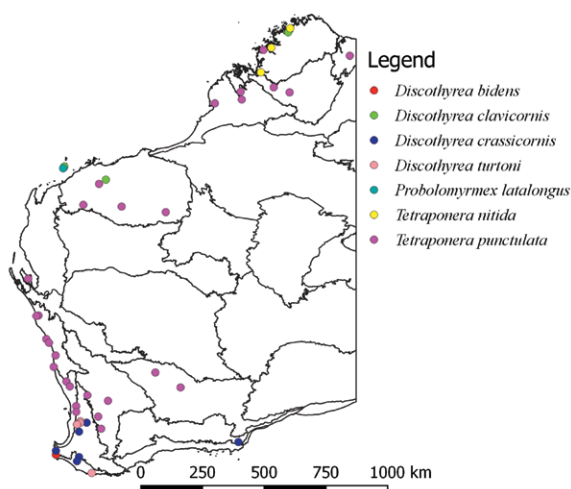 Legend
Discothyrea bidens
Discothyrea clavicornis
Discothyrea crassicornis
Discothyrea turtoni
Probolomyrmex latalongus
Tetraponera nitida
Tetraponera punctulata
0 250 500 750 1000 km